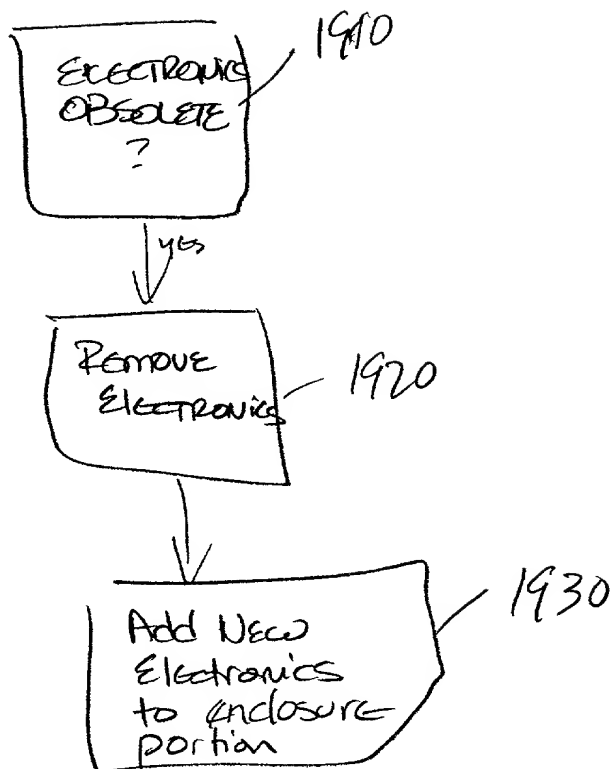 ELECTRONICS
OBSOLETE
?
1910
yes
Remove
Electronics
1920
Add New
Electronics
to enclosure
portion
1930